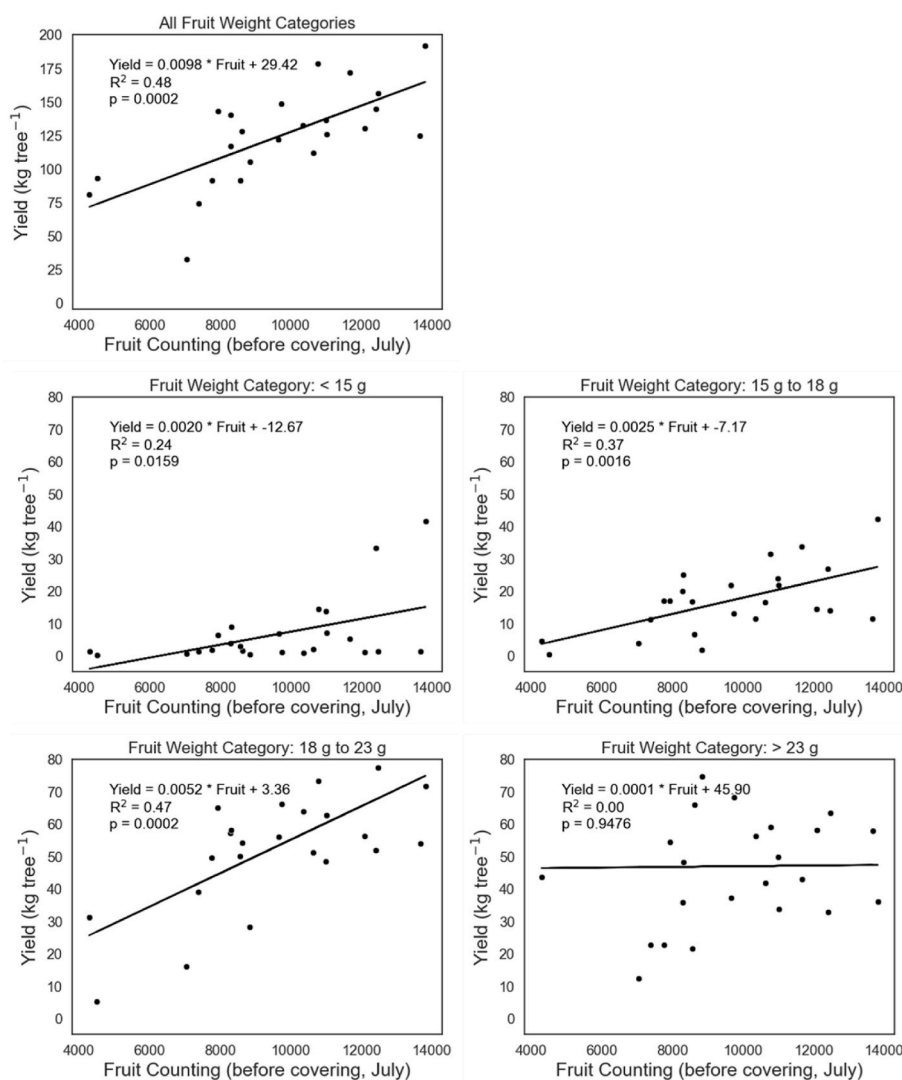 All Fruit Weight Categories
200
175
150
125
100
75
50
25
0
Yield (kg tree⁻¹)
Yield = 0.0098 * Fruit + 29.42
R² = 0.48
p = 0.0002
4000 6000 8000 10000 12000 14000
Fruit Counting (before covering, July)
Fruit Weight Category: < 15 g
80
70
60
50
40
30
20
10
0
Yield (kg tree⁻¹)
Yield = 0.0020 * Fruit + -12.67
R² = 0.24
p = 0.0159
4000 6000 8000 10000 12000 14000
Fruit Counting (before covering, July)
Fruit Weight Category: 15 g to 18 g
80
70
60
50
40
30
20
10
0
Yield (kg tree⁻¹)
Yield = 0.0025 * Fruit + -7.17
R² = 0.37
p = 0.0016
4000 6000 8000 10000 12000 14000
Fruit Counting (before covering, July)
Fruit Weight Category: 18 g to 23 g
80
70
60
50
40
30
20
10
0
Yield (kg tree⁻¹)
Yield = 0.0052 * Fruit + 3.36
R² = 0.47
p = 0.0002
4000 6000 8000 10000 12000 14000
Fruit Counting (before covering, July)
Fruit Weight Category: > 23 g
80
70
60
50
40
30
20
10
0
Yield (kg tree⁻¹)
Yield = 0.0001 * Fruit + 45.90
R² = 0.00
p = 0.9476
4000 6000 8000 10000 12000 14000
Fruit Counting (before covering, July)